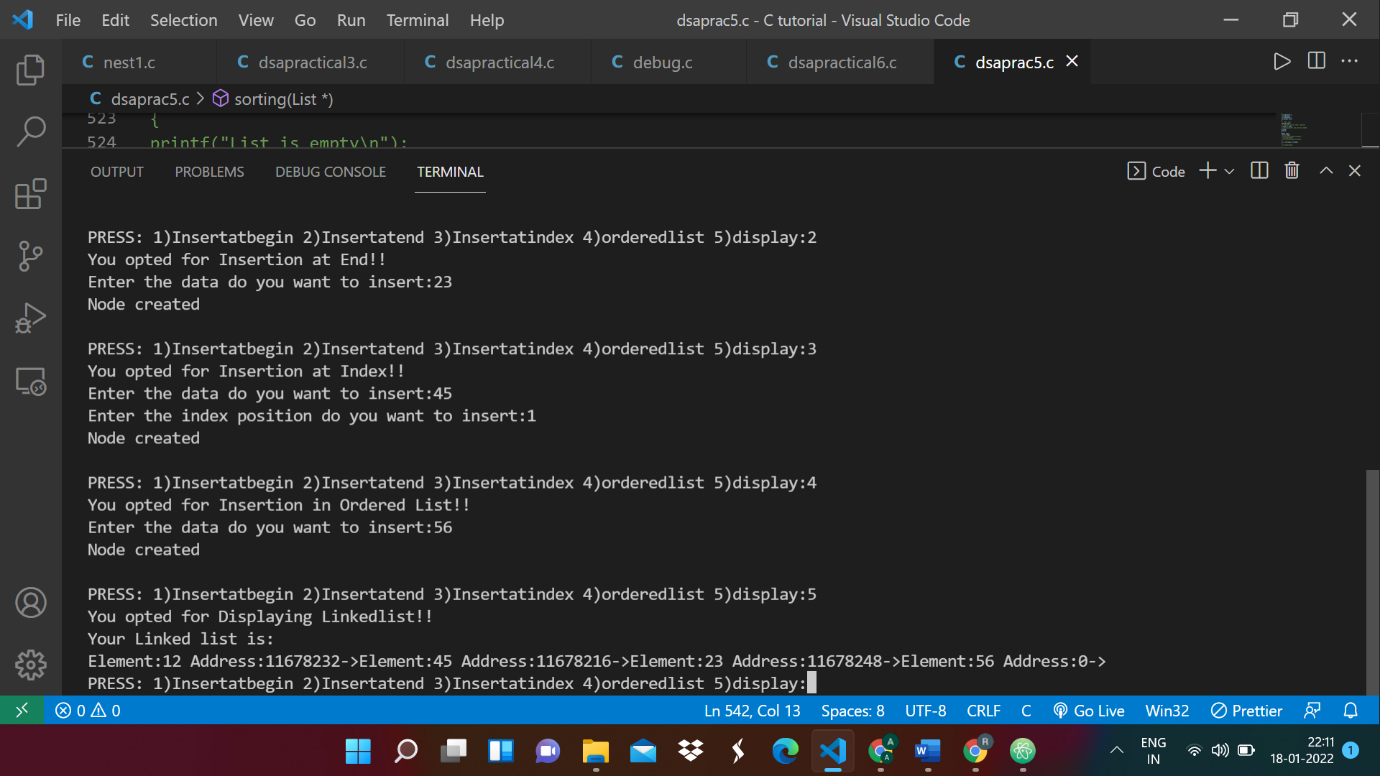 File Edit Selection View Go Run Terminal Help dsaprac5.c - C tutorial - Visual Studio Code
C nest1.c C dsapractical3.c C dsapractical4.c C debug.c C dsapractical6.c C dsaprac5.c
C dsaprac5.c > sorting(List *)
523 {
524 printf("List is empty\n");
OUTPUT PROBLEMS DEBUG CONSOLE TERMINAL Code
PRESS: 1)Insertatbegin 2)Insertatend 3)Insertatindex 4)orderedlist 5)display:2
You opted for Insertion at End!!
Enter the data do you want to insert:23
Node created
PRESS: 1)Insertatbegin 2)Insertatend 3)Insertatindex 4)orderedlist 5)display:3
You opted for Insertion at Index!!
Enter the data do you want to insert:45
Enter the index position do you want to insert:1
Node created
PRESS: 1)Insertatbegin 2)Insertatend 3)Insertatindex 4)orderedlist 5)display:4
You opted for Insertion in Ordered List!!
Enter the data do you want to insert:56
Node created
PRESS: 1)Insertatbegin 2)Insertatend 3)Insertatindex 4)orderedlist 5)display:5
You opted for Displaying Linkedlist!!
Your Linked list is:
Element:12 Address:11678232->Element:45 Address:11678216->Element:23 Address:11678248->Element:56 Address:0->
PRESS: 1)Insertatbegin 2)Insertatend 3)Insertatindex 4)orderedlist 5)display:
0 0 Ln 542, Col 13 Spaces: 8 UTF-8 CRLF C Go Live Win32 Prettier
ENG 22:11
IN 18-01-2022 1